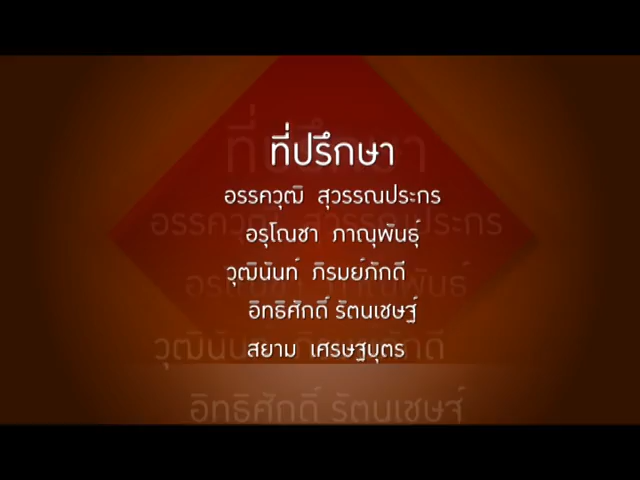 ที่ปรึกษา
อรรควุฒิ สุวรรณประกร
อรุโณชา ภาณุพันธุ์
วุฒินันท์ ภิรมย์ภักดี
อิทธิศักดิ์ รัตนเชษฐ์
สยาม เศรษฐบุตร